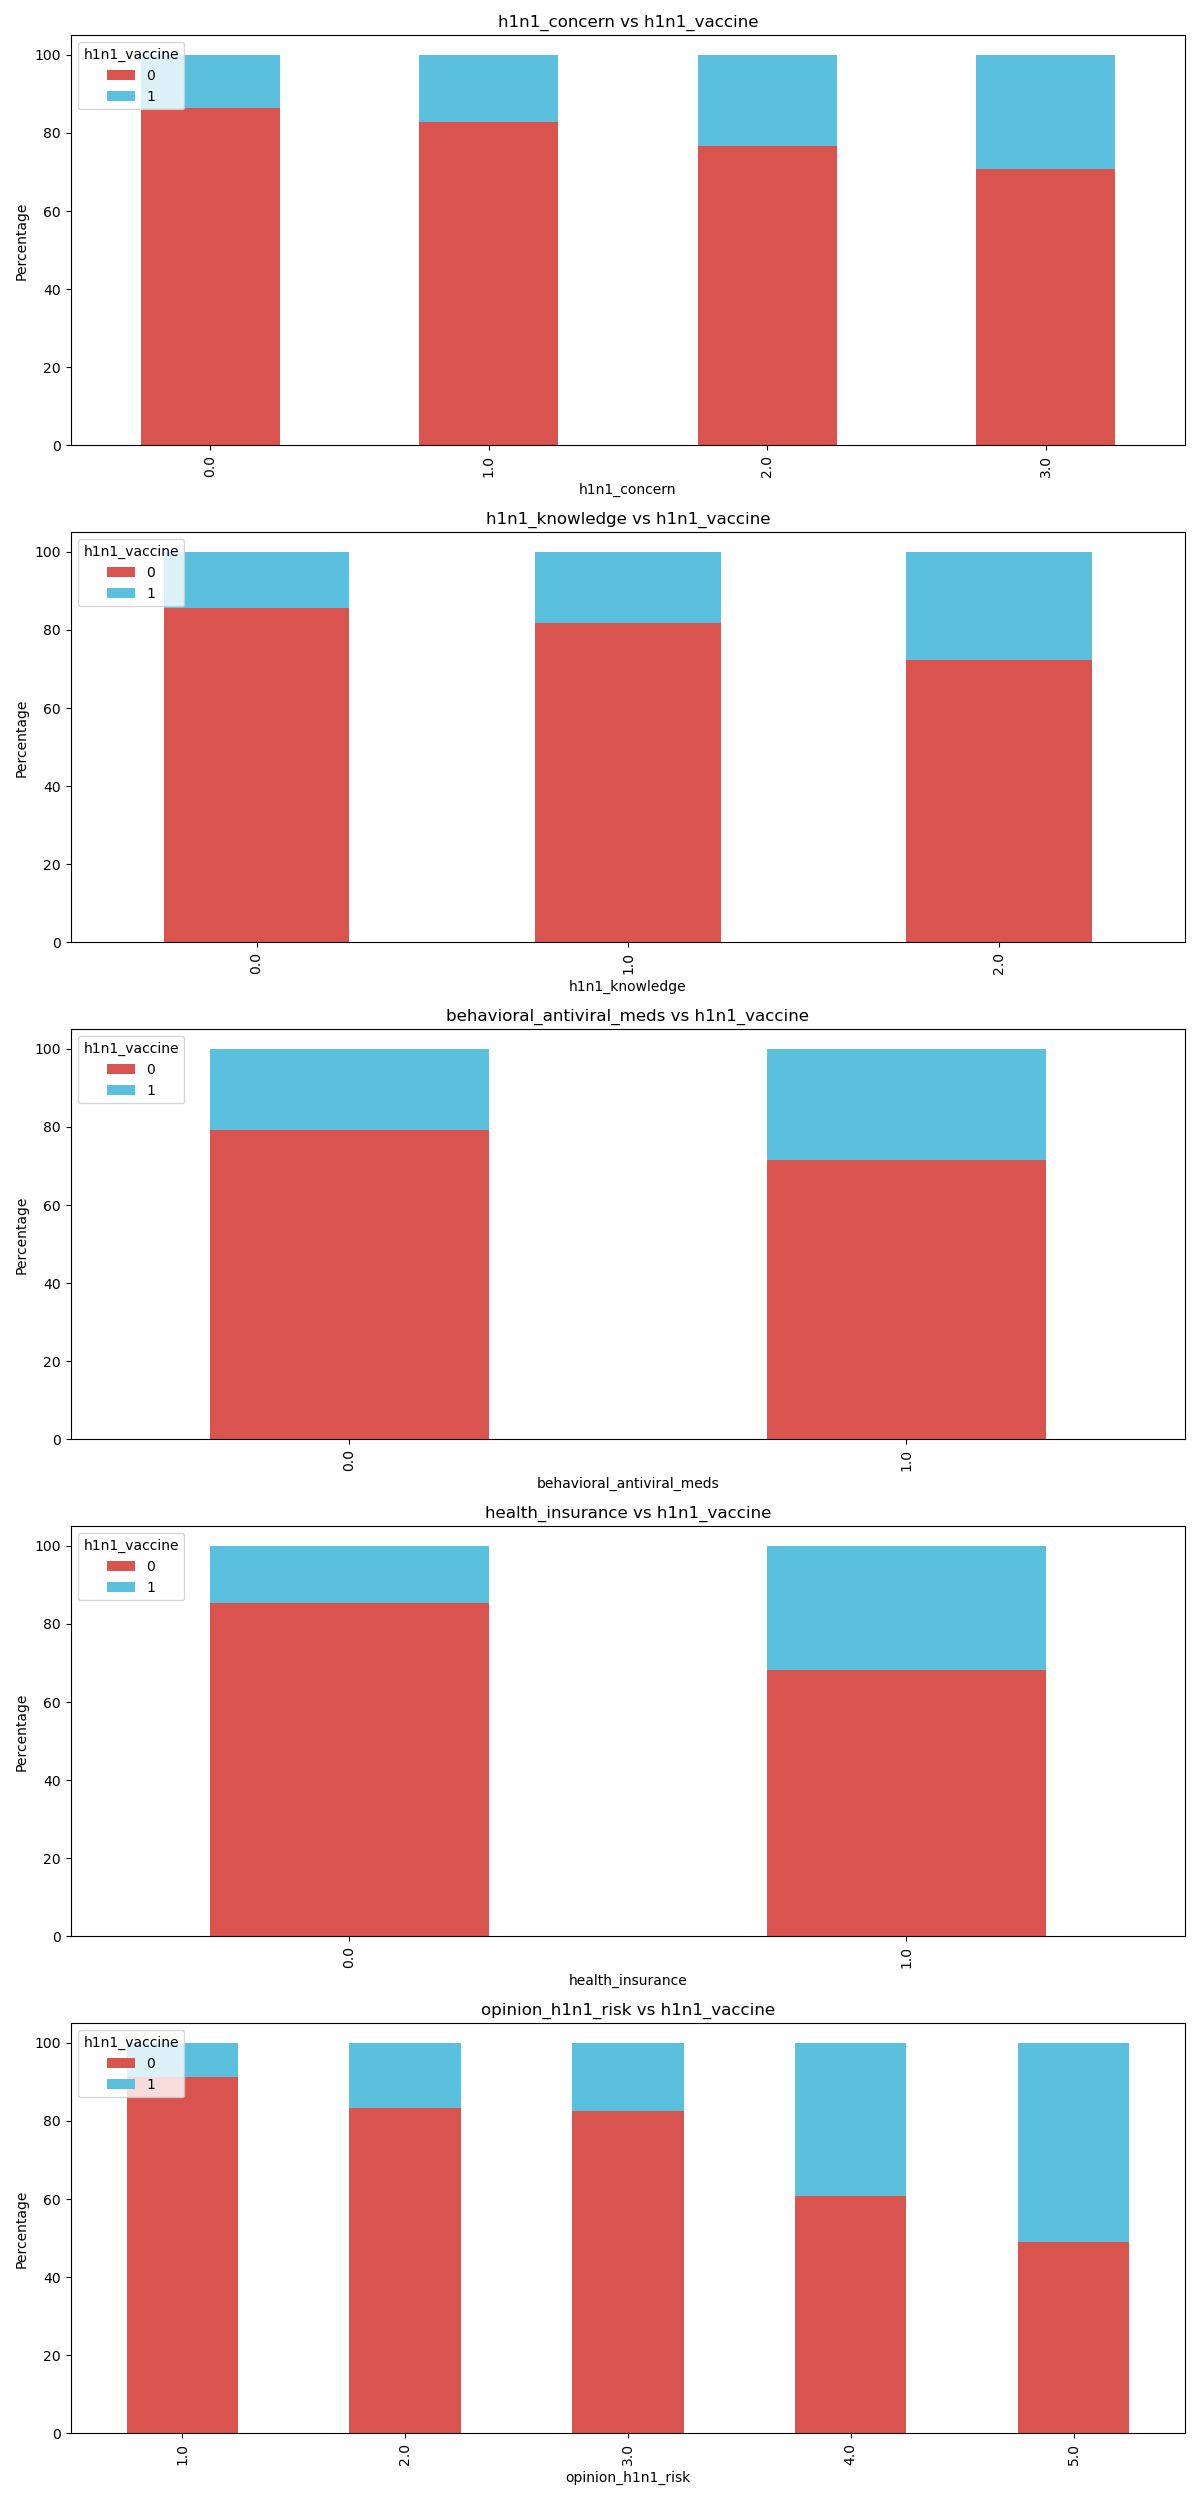 h1n1_concern vs h1n1_vaccine
h1n1_vaccine
0
1
100
80
60
40
20
0
Percentage
0.0
1.0
2.0
3.0
h1n1_concern
h1n1_knowledge vs h1n1_vaccine
h1n1_vaccine
0
1
100
80
60
40
20
0
Percentage
0.0
1.0
2.0
h1n1_knowledge
behavioral_antiviral_meds vs h1n1_vaccine
h1n1_vaccine
0
1
100
80
60
40
20
0
Percentage
0.0
1.0
behavioral_antiviral_meds
health_insurance vs h1n1_vaccine
h1n1_vaccine
0
1
100
80
60
40
20
0
Percentage
0.0
1.0
health_insurance
opinion_h1n1_risk vs h1n1_vaccine
h1n1_vaccine
0
1
100
80
60
40
20
0
Percentage
1.0
2.0
3.0
4.0
5.0
opinion_h1n1_risk